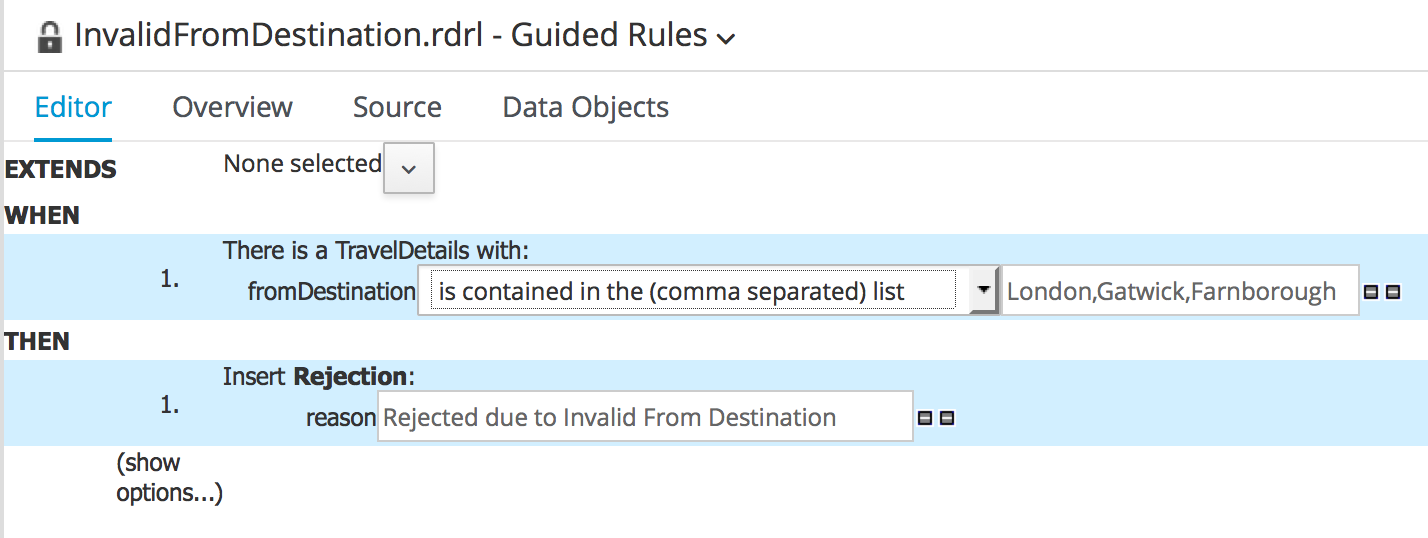 InvalidFromDestination.rdrl - Guided Rules
Editor Overview Source Data Objects
EXTENDS None selected
WHEN
There is a TravelDetails with:
1.
fromDestination is contained in the (comma separated) list London,Gatwick,Farnborough
THEN
Insert Rejection:
1.
reason Rejected due to Invalid From Destination
(show
options...)